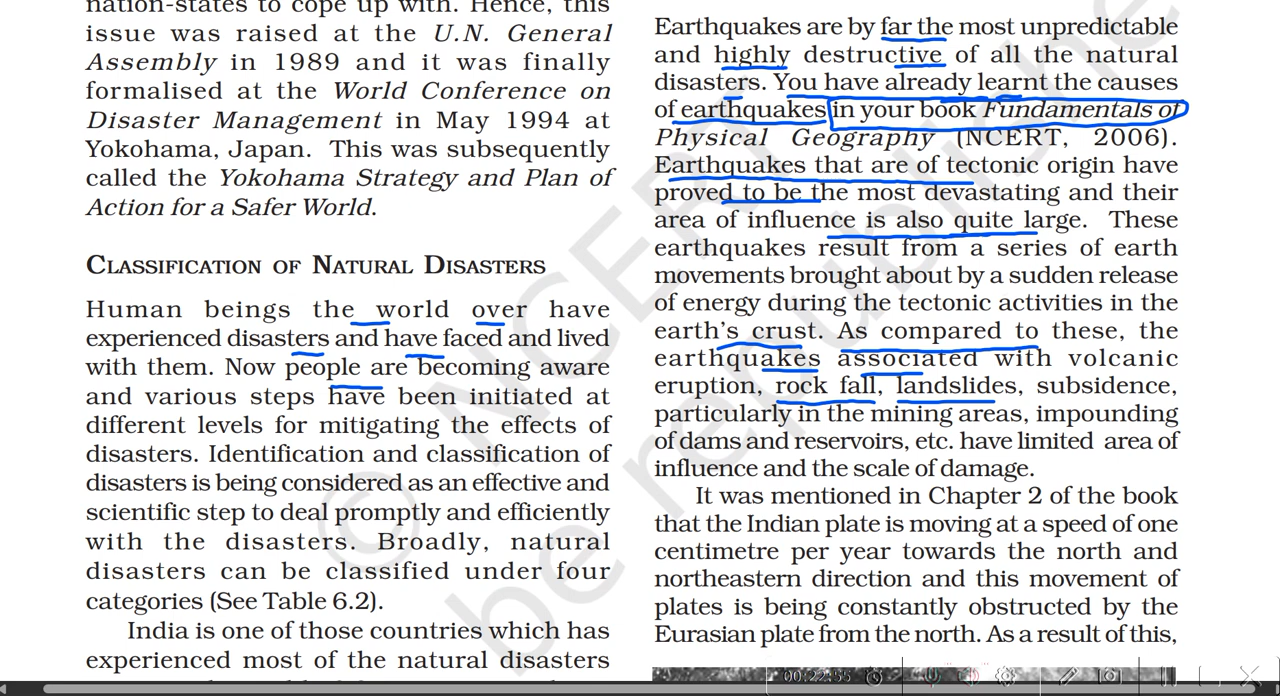 nation-states to cope up with. Hence, this
issue was raised at the U.N. General
Assembly in 1989 and it was finally
formalised at the World Conference on
Disaster Management in May 1994 at
Yokohama, Japan. This was subsequently
called the Yokohama Strategy and Plan of
Action for a Safer World.
CLASSIFICATION OF NATURAL DISASTERS
Human beings the world over have
experienced disasters and have faced and lived
with them. Now people are becoming aware
and various steps have been initiated at
different levels for mitigating the effects of
disasters. Identification and classification of
disasters is being considered as an effective and
scientific step to deal promptly and efficiently
with the disasters. Broadly, natural
disasters can be classified under four
categories (See Table 6.2).
India is one of those countries which has
experienced most of the natural disasters
Earthquakes are by far the most unpredictable
and highly destructive of all the natural
disasters. You have already learnt the causes
of earthquakes in your book Fundamentals of
Physical Geography (NCERT, 2006).
Earthquakes that are of tectonic origin have
proved to be the most devastating and their
area of influence is also quite large. These
earthquakes result from a series of earth
movements brought about by a sudden release
of energy during the tectonic activities in the
earth's crust. As compared to these, the
earthquakes associated with volcanic
eruption, rock fall, landslides, subsidence,
particularly in the mining areas, impounding
of dams and reservoirs, etc. have limited area of
influence and the scale of damage.
It was mentioned in Chapter 2 of the book
that the Indian plate is moving at a speed of one
centimetre per year towards the north and
northeastern direction and this movement of
plates is being constantly obstructed by the
Eurasian plate from the north. As a result of this,
© NCERT
be republishe
00:22:55